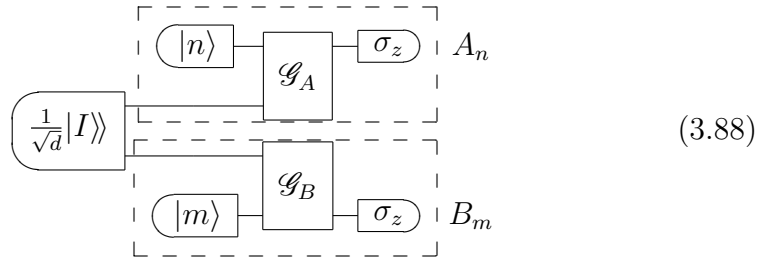 |n⟩ 𝒢_A σ_z A_n
1/√d |I⟩⟩ (3.88)
|m⟩ 𝒢_B σ_z B_m